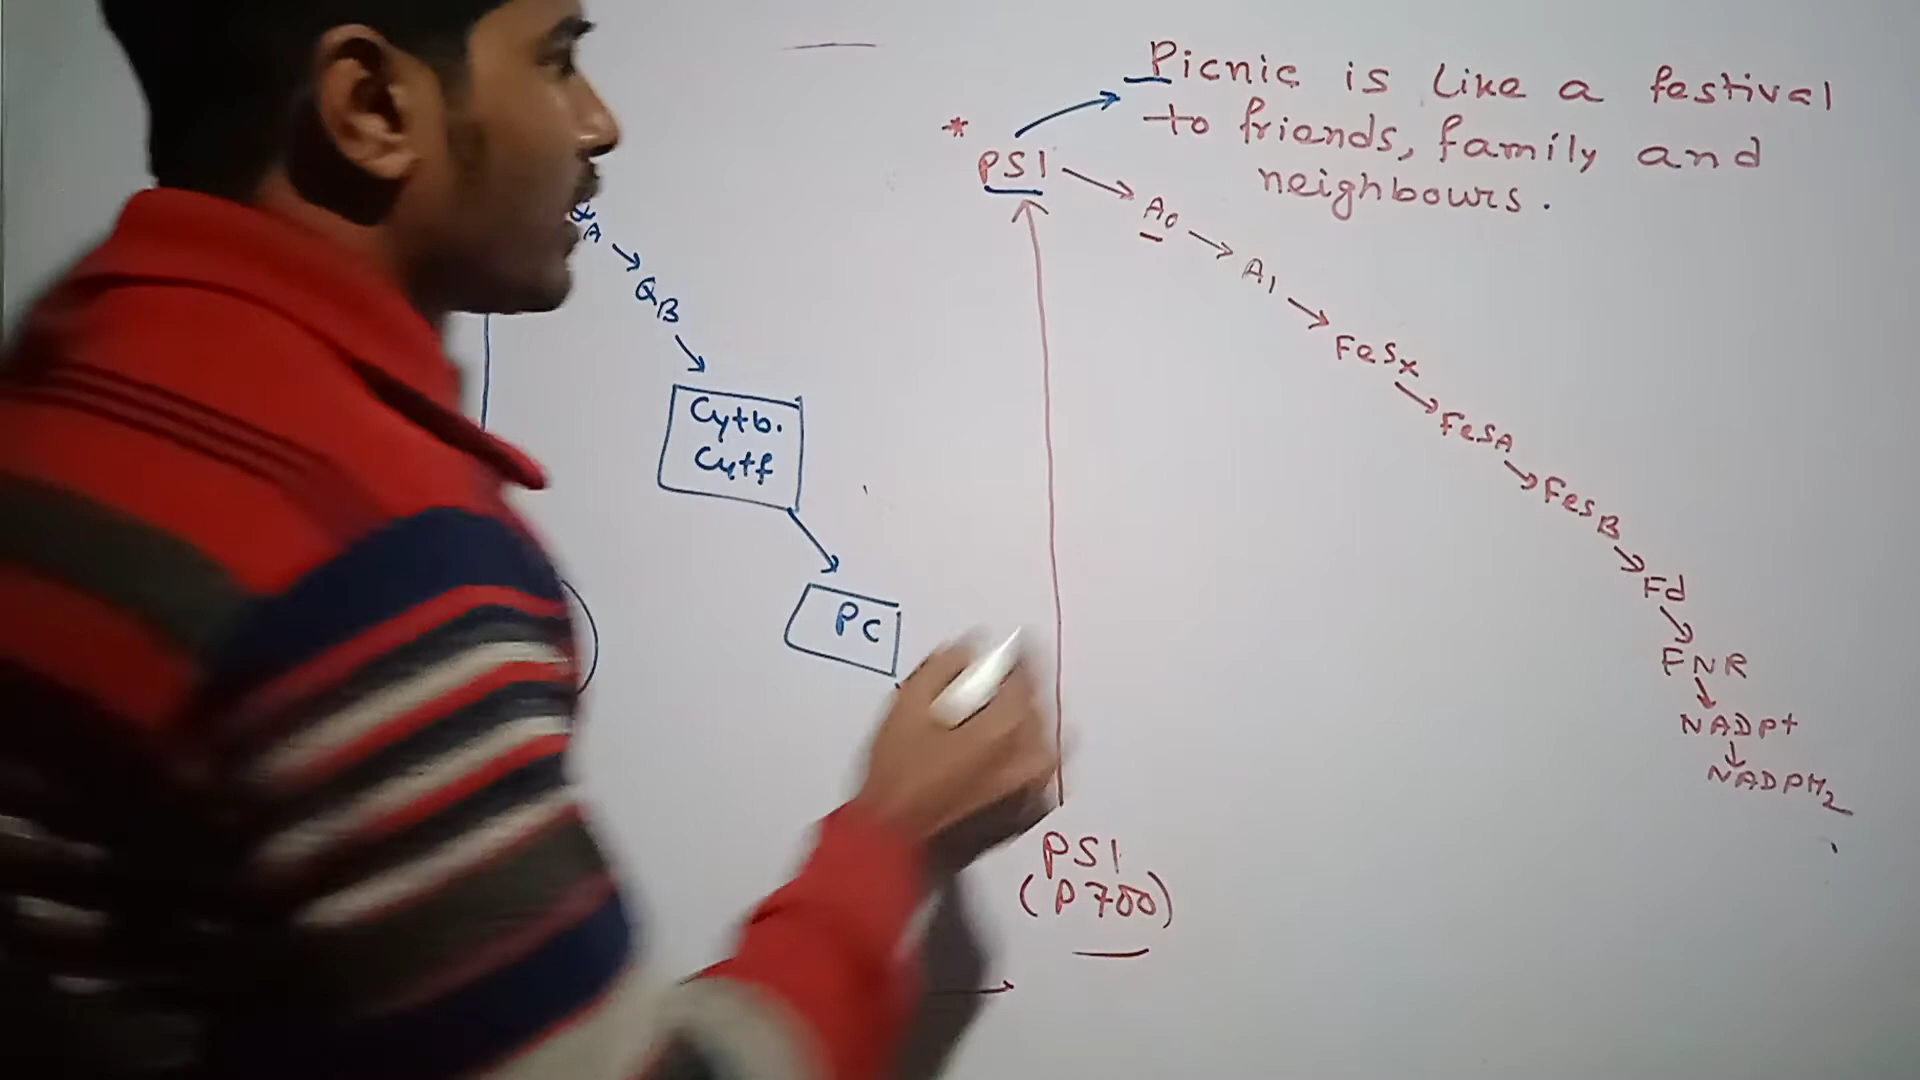 Picnic is like a festival
to friends, family and
neighbours.
*
PS1
A0
A1
FeSx
FeSA
FeSB
Fd
FNR
NADP+
NADPH2
QA
QB
Cytb.
Cytf
PC
PS1
(P700)